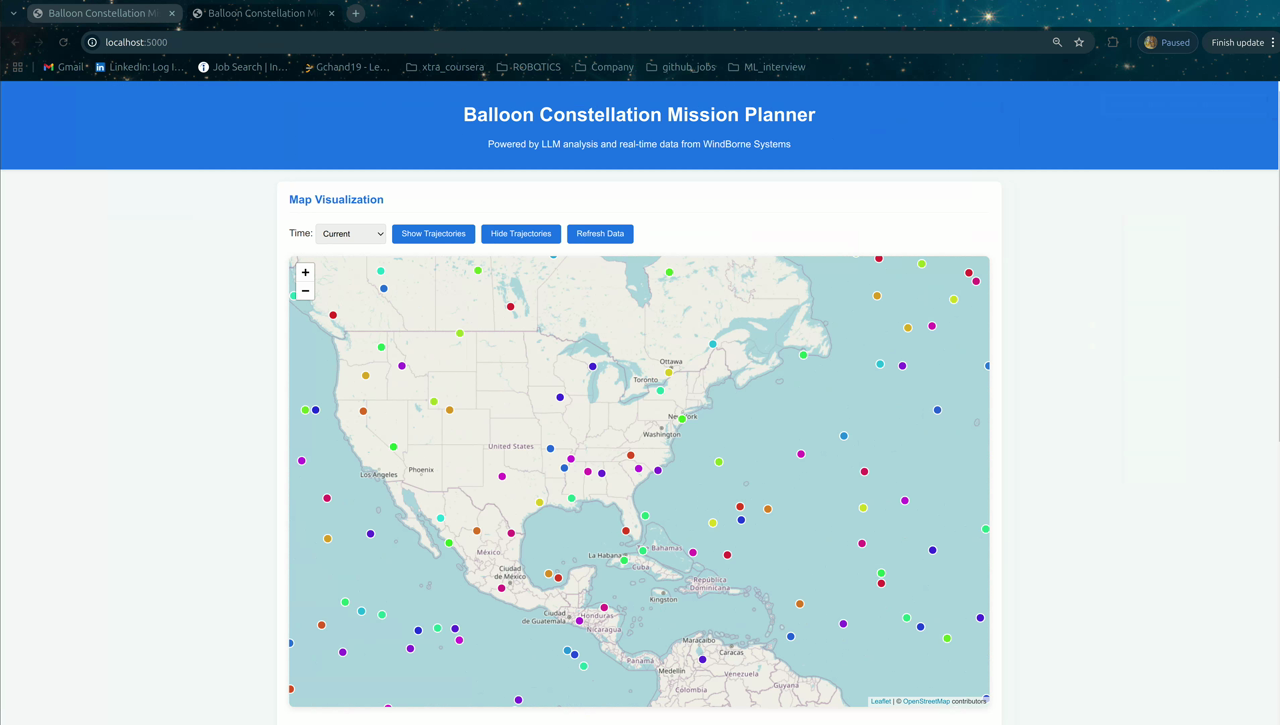 Balloon Constellation Mi
Balloon Constellation M
localhost:5000
Paused
Finish update
Gmail
LinkedIn: Log I...
Job Search | In...
Gchand19 - Le...
xtra_coursera
ROBOTICS
Company
github_jobs
ML_interview
Balloon Constellation Mission Planner
Powered by LLM analysis and real-time data from WindBorne Systems
Map Visualization
Time: Current Show Trajectories Hide Trajectories Refresh Data
+
−
Ottawa
Toronto
New York
Washington
United States
Los Angeles
Phoenix
México
Ciudad
de México
La Habana
Bahamas
Cuba
Republica
Dominicana
Kingston
Ciudad
de Guatemala
Honduras
Nicaragua
Maracaibo
Caracas
Panamá
Medellín
Venezuela
Guyana
Colombia
Leaflet | © OpenStreetMap contributors